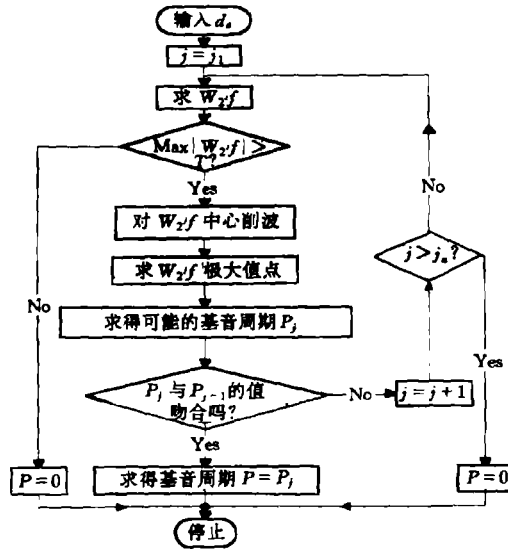 输入 dₙ
j = j₁
求 W₂ʲf
Max| W₂ʲf | >
T?
Yes
No
对 W₂ʲf 中心削波
No
j > jₙ?
求 W₂ʲf 极大值点
No
求得可能的基音周期 Pⱼ
Yes
Pⱼ 与 Pⱼ₋₁ 的值
吻合吗?
No
j = j + 1
Yes
P = 0
求得基音周期 P = Pⱼ
P = 0
停止